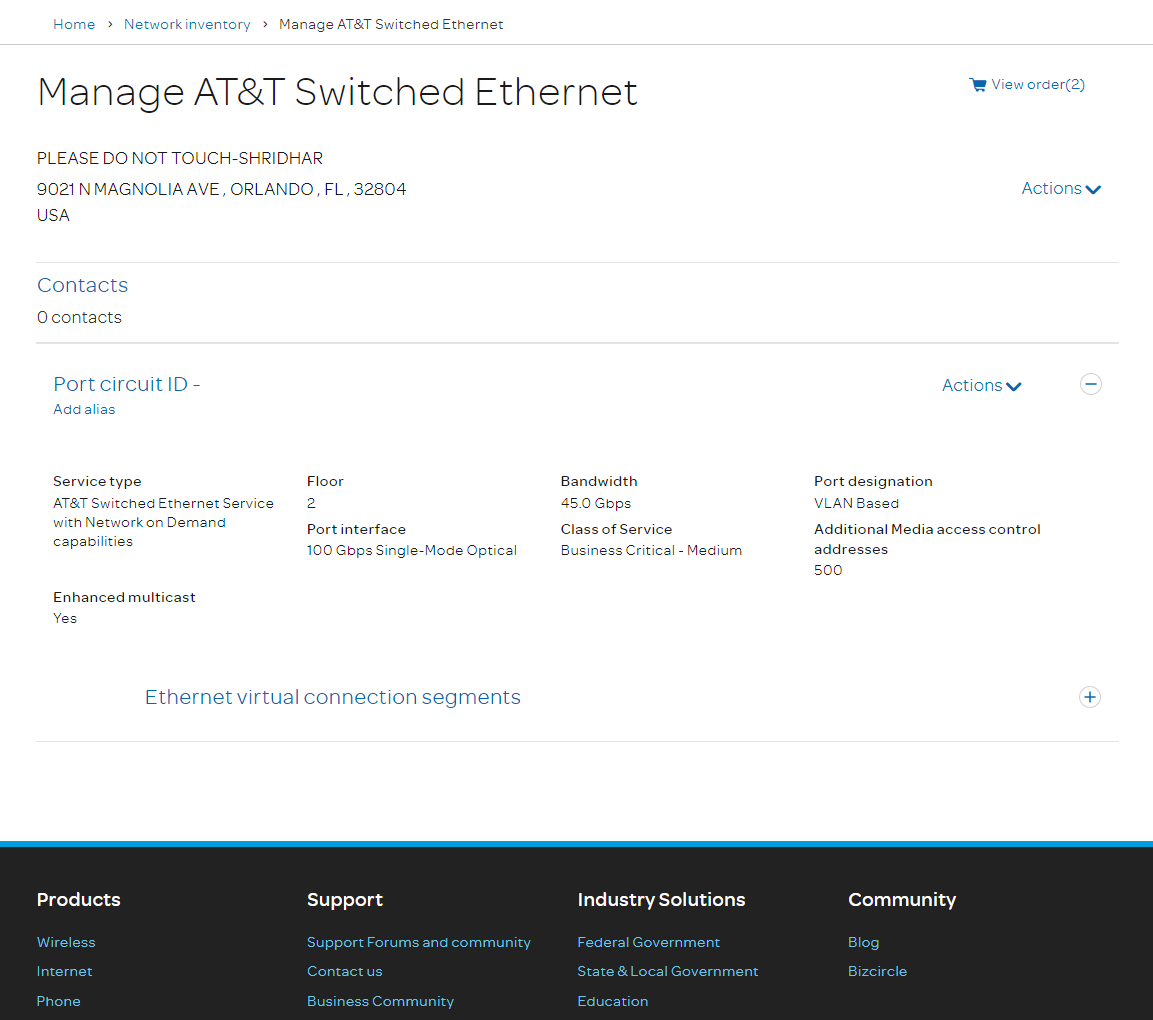 Home › Network inventory › Manage AT&T Switched Ethernet
Manage AT&T Switched Ethernet
View order(2)
PLEASE DO NOT TOUCH-SHRIDHAR
9021 N MAGNOLIA AVE , ORLANDO , FL , 32804
USA
Actions
Contacts
0 contacts
Port circuit ID -
Add alias
Actions
Service type
AT&T Switched Ethernet Service
with Network on Demand
capabilities
Floor
2
Port interface
100 Gbps Single-Mode Optical
Bandwidth
45.0 Gbps
Class of Service
Business Critical - Medium
Port designation
VLAN Based
Additional Media access control
addresses
500
Enhanced multicast
Yes
Ethernet virtual connection segments
Products
Wireless
Internet
Phone
Support
Support Forums and community
Contact us
Business Community
Industry Solutions
Federal Government
State & Local Government
Education
Community
Blog
Bizcircle